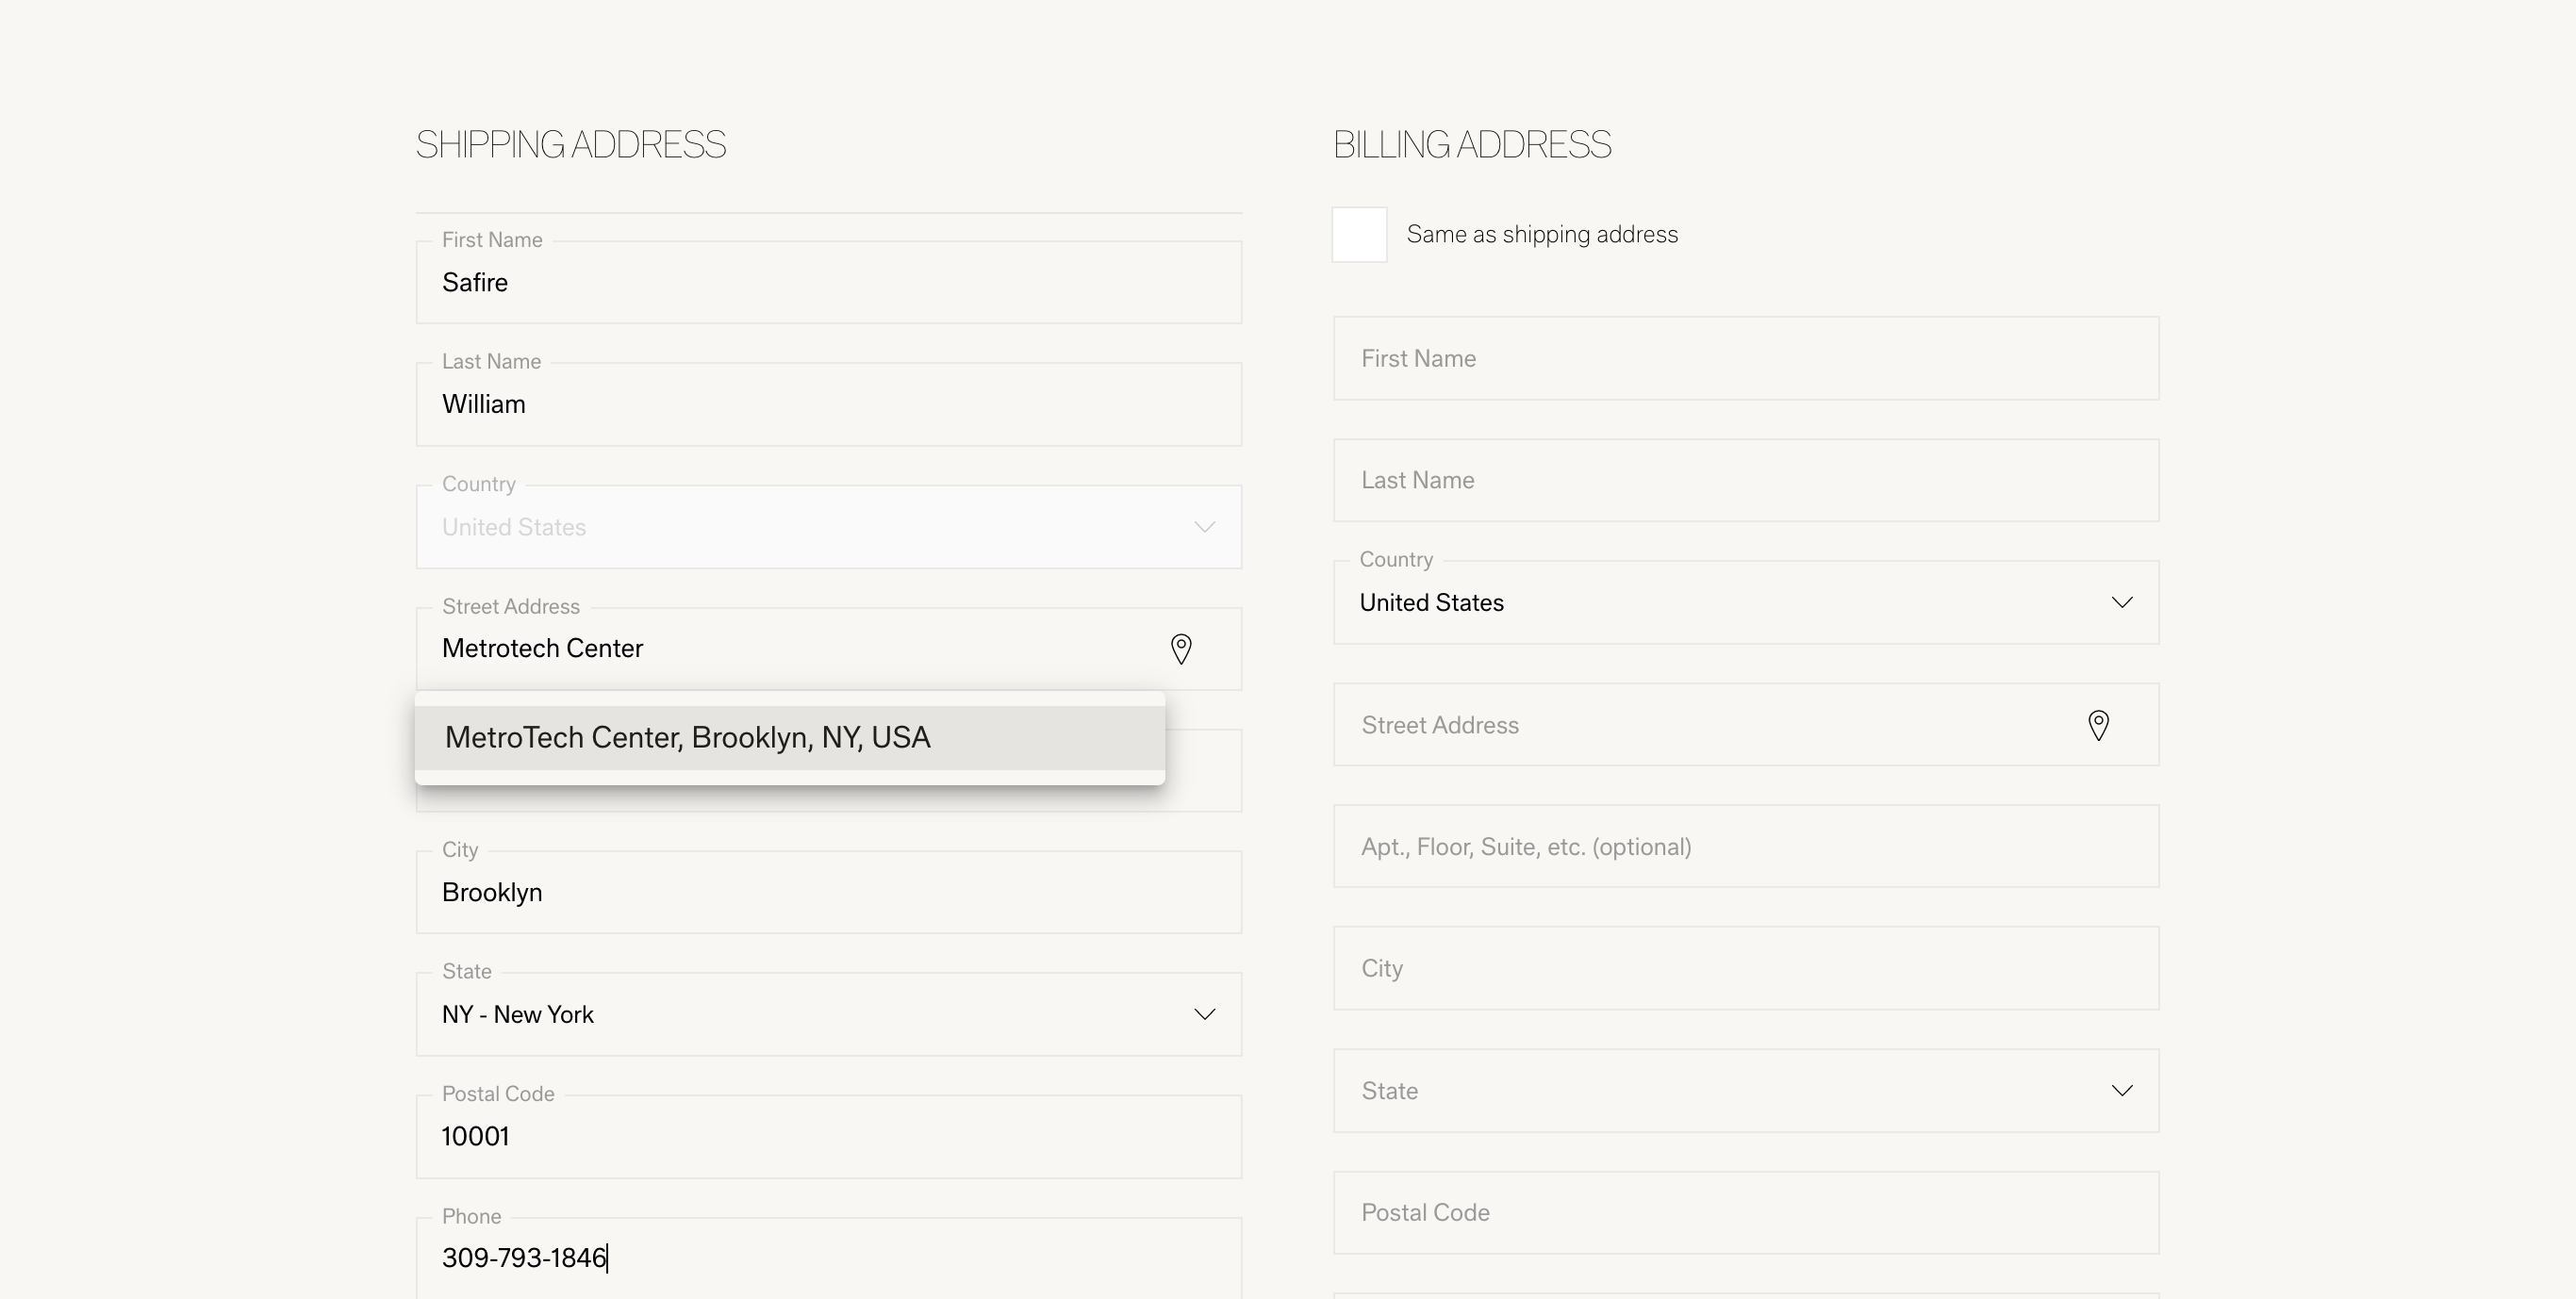 SHIPPING ADDRESS
First Name
Safire
Last Name
William
Country
United States
Street Address
Metrotech Center
MetroTech Center, Brooklyn, NY, USA
City
Brooklyn
State
NY - New York
Postal Code
10001
Phone
309-793-1846
BILLING ADDRESS
Same as shipping address
First Name
Last Name
Country
United States
Street Address
Apt., Floor, Suite, etc. (optional)
City
State
Postal Code